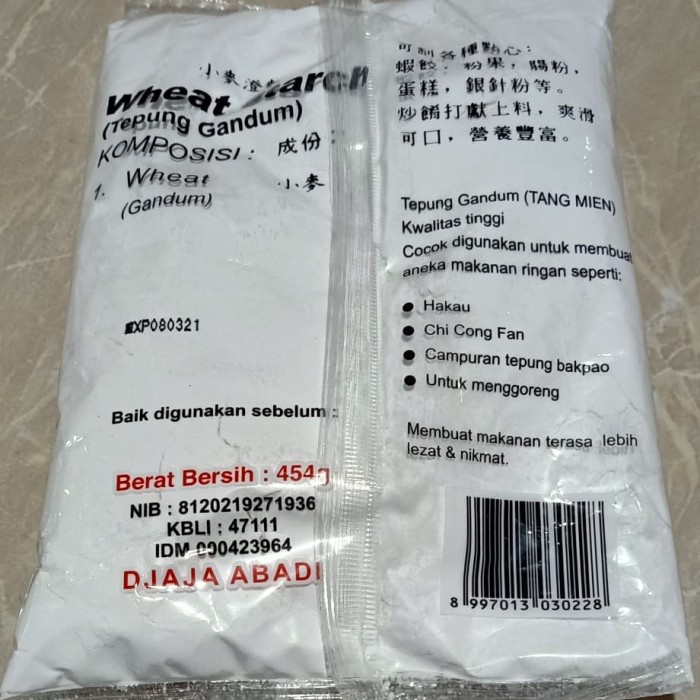 小麥澄
Wheat
(Tepung Gandum)
KOMPOSISI : 成份
1. Wheat 小麥
(Gandum)
EXP080321
Baik digunakan sebelum :
Berat Bersih : 454g
NIB : 8120219271936
KBLI : 47111
IDM 000423964
DJAJA ABADI
可制各種點心：
蝦餃，粉果，腸粉，
蛋糕，銀針粉等。
炒餚打獻上料，爽滑
可口，營養豐富。
Tepung Gandum (TANG MIEN)
Kwalitas tinggi
Cocok digunakan untuk membuat
aneka makanan ringan seperti:
● Hakau
● Chi Cong Fan
● Campuran tepung bakpao
● Untuk menggoreng
Membuat makanan terasa lebih
lezat & nikmat.
8 997013 030228